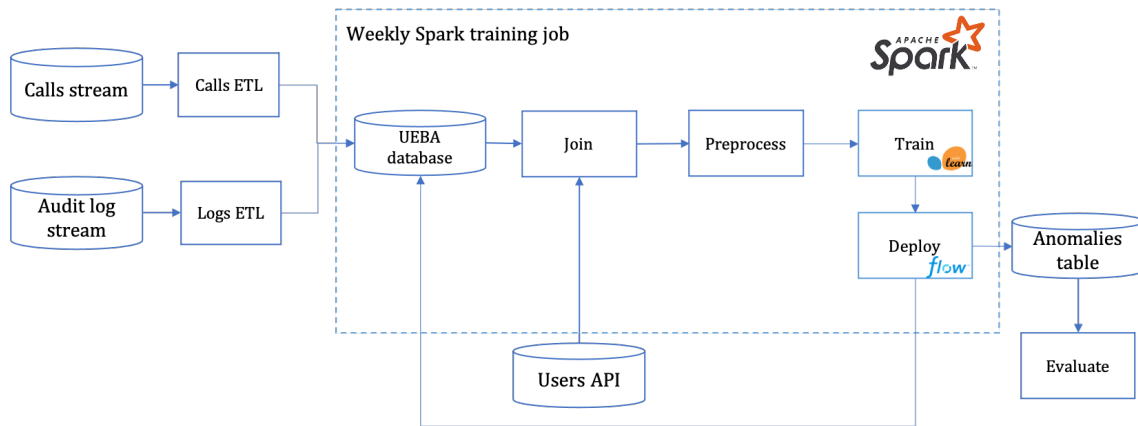 Weekly Spark training job
APACHE
Spark
Calls stream
Calls ETL
UEBA
database
Join
Preprocess
Train
learn
Audit log
stream
Logs ETL
Deploy
flow
Anomalies
table
Users API
Evaluate